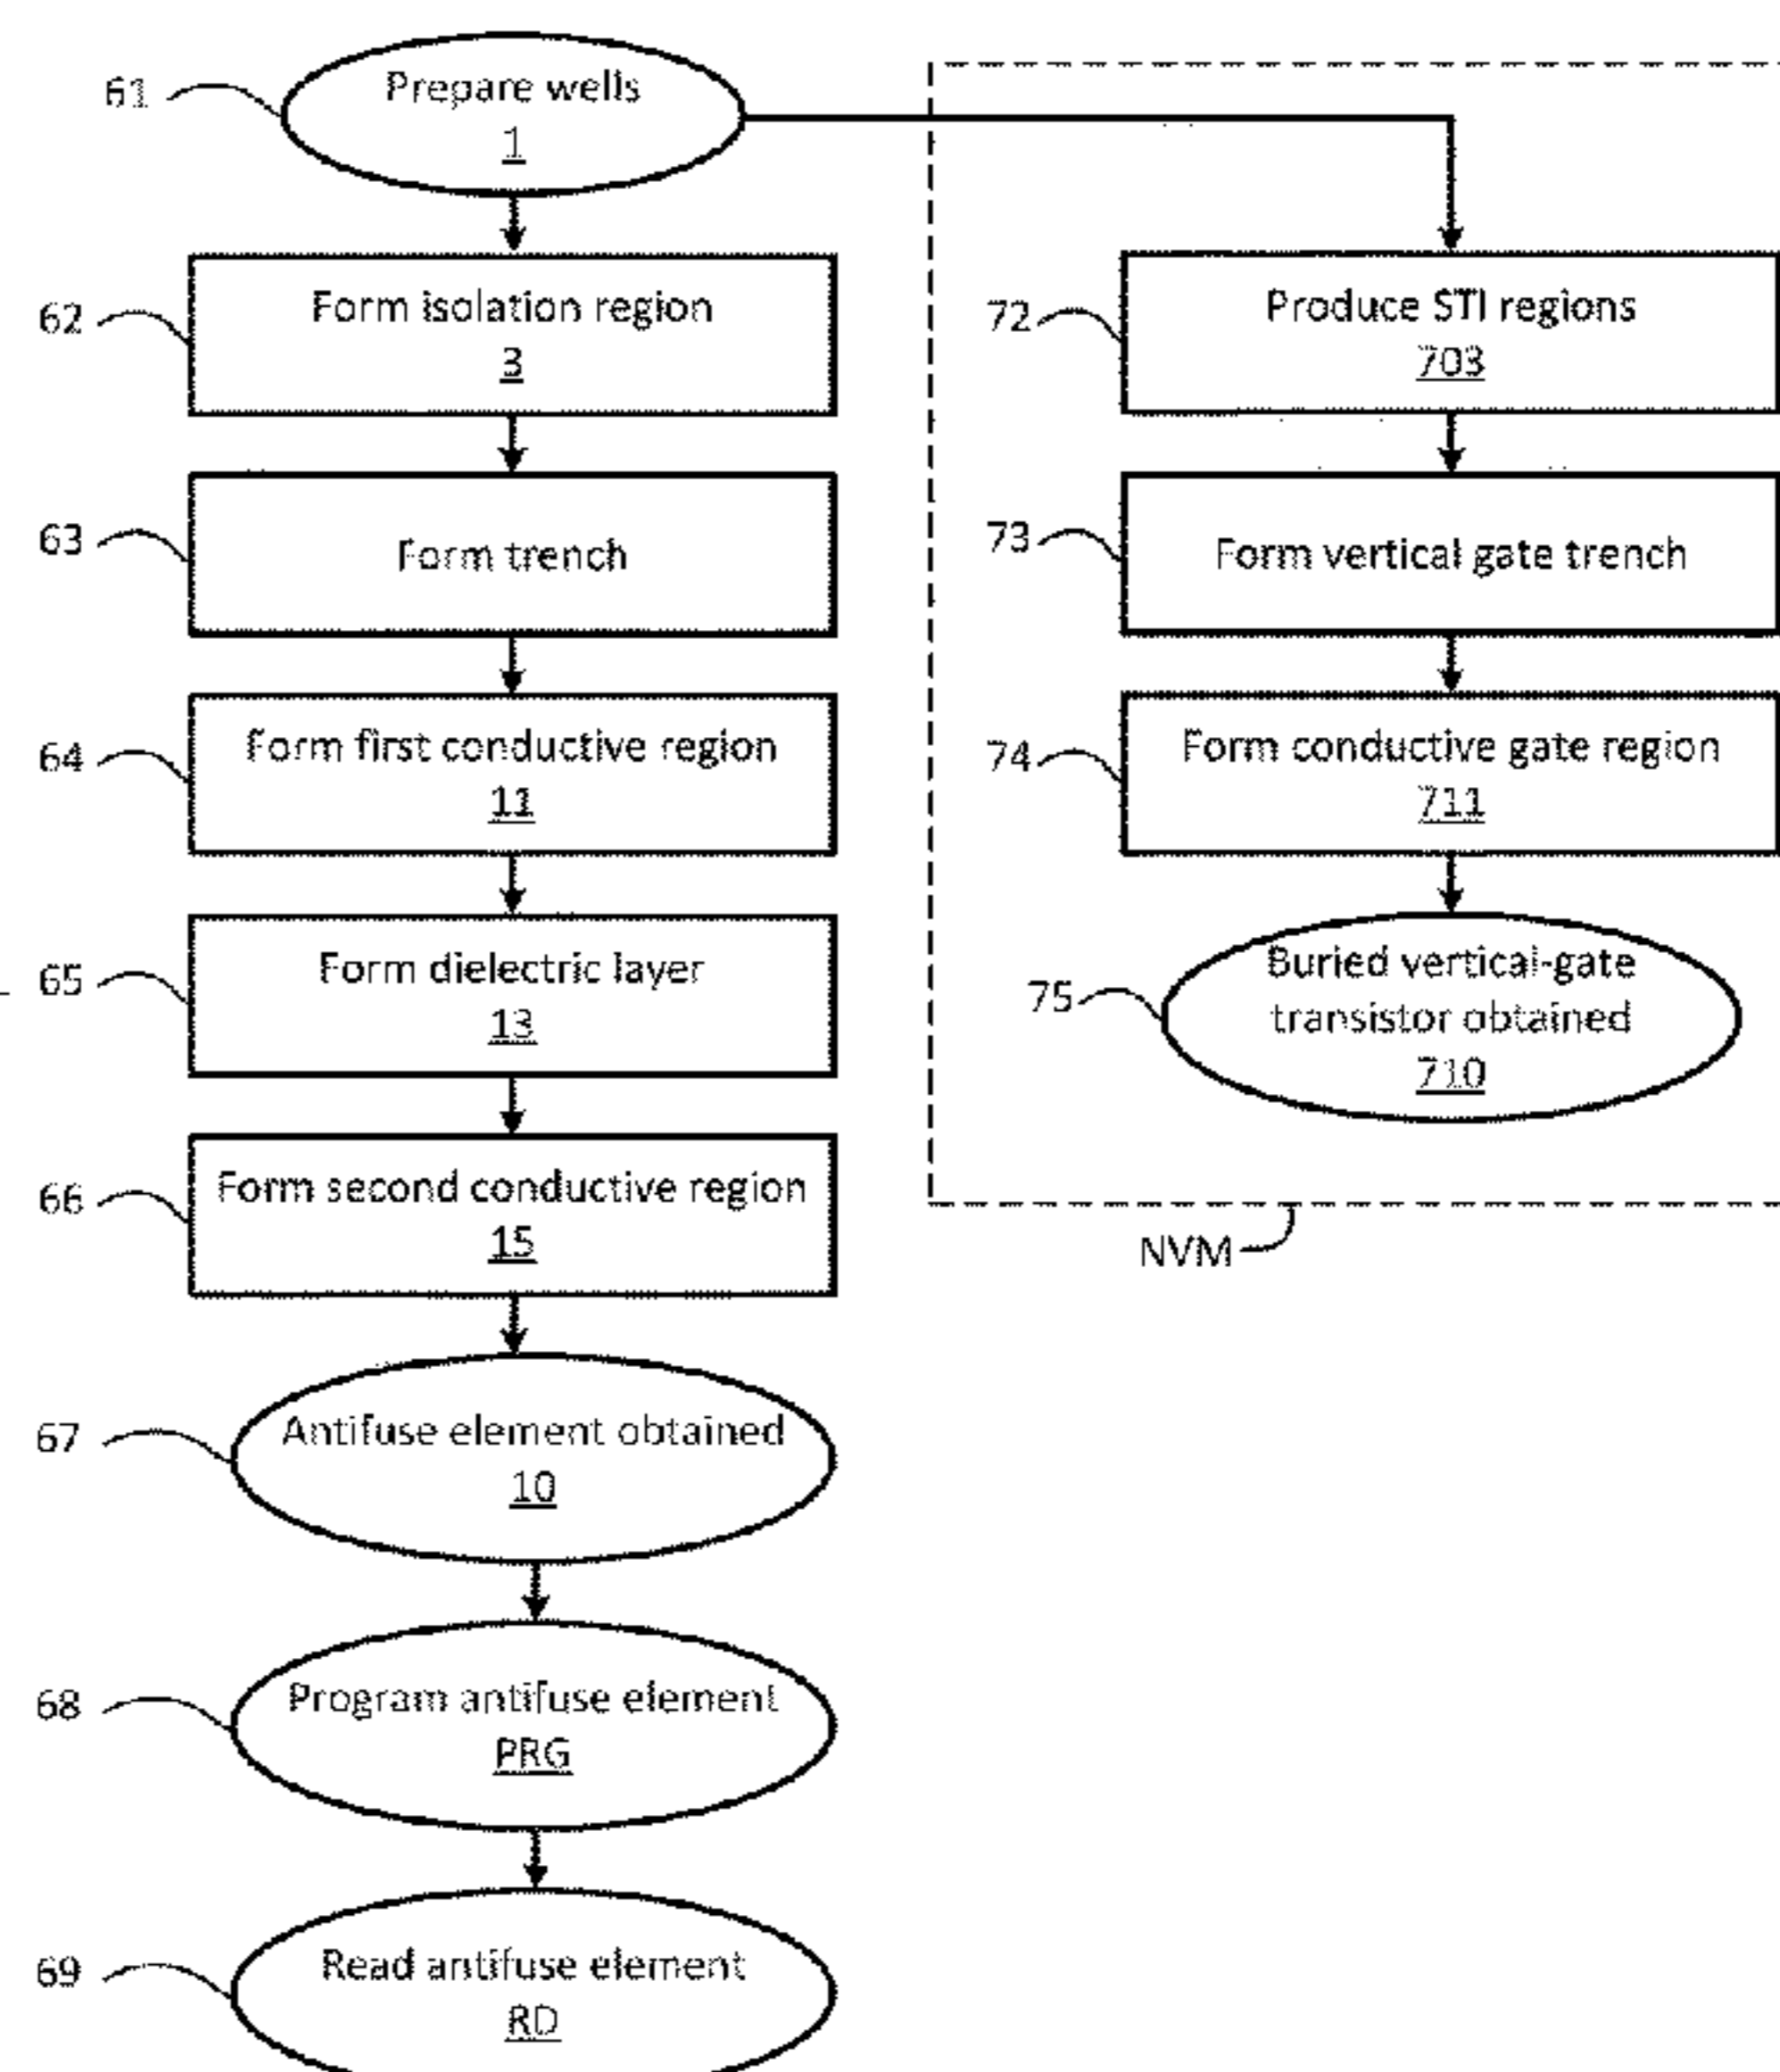 61
Prepare wells
1
62
Form isolation region
3
63
Form trench
64
Form first conductive region
11
65
Form dielectric layer
13
66
Form second conductive region
15
67
Antifuse element obtained
10
68
Program antifuse element
PRG
69
Read antifuse element
RD
72
Produce STI regions
703
73
Form vertical gate trench
74
Form conductive gate region
711
75
Buried vertical-gate
transistor obtained
710
NVM